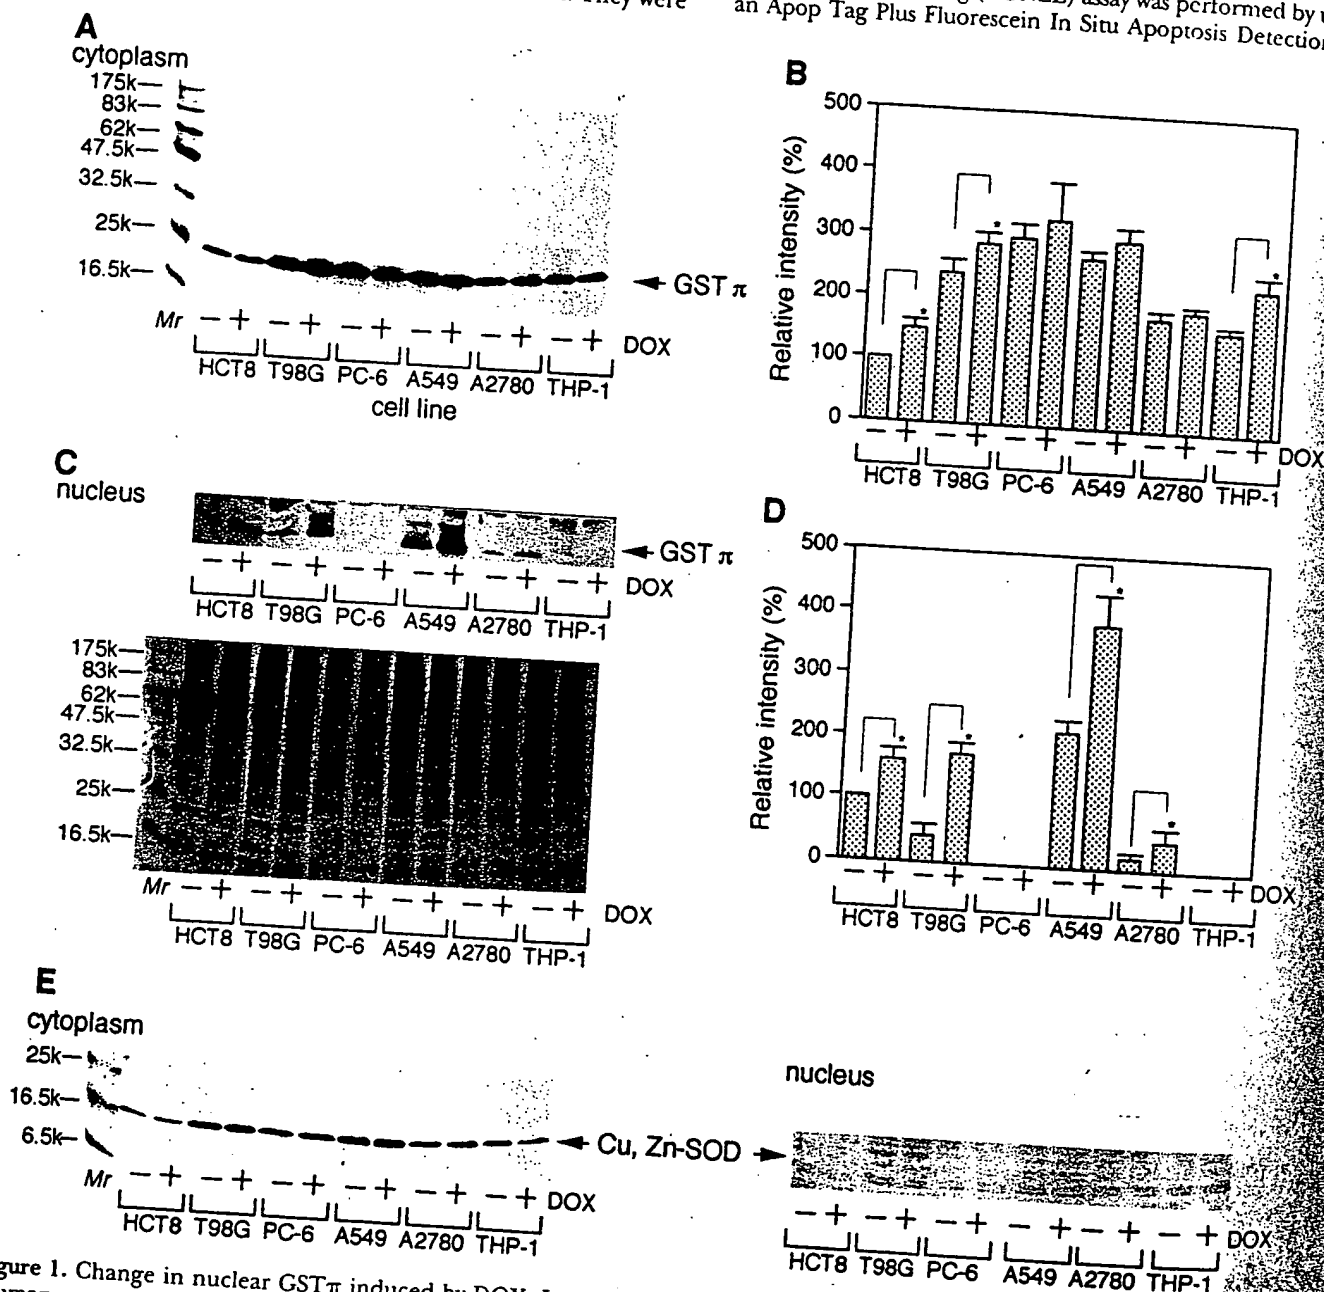 They were
assay was performed by
an Apop Tag Plus Fluorescein In Situ Apoptosis Detection
A
cytoplasm
175k—
83k—
62k—
47.5k—
32.5k—
25k—
16.5k—
GST π
Mr − + − + − + − + − + − + DOX
HCT8 T98G PC-6 A549 A2780 THP-1
cell line
B
Relative intensity (%)
500
400
300
200
100
0
* * *
− + − + − + − + − + − + DOX
HCT8 T98G PC-6 A549 A2780 THP-1
C
nucleus
GST π
− + − + − + − + − + − + DOX
HCT8 T98G PC-6 A549 A2780 THP-1
175k—
83k—
62k—
47.5k—
32.5k—
25k—
16.5k—
Mr − + − + − + − + − + − + DOX
HCT8 T98G PC-6 A549 A2780 THP-1
D
Relative intensity (%)
500
400
300
200
100
0
* * * *
− + − + − + − + − + − + DOX
HCT8 T98G PC-6 A549 A2780 THP-1
E
cytoplasm
25k—
16.5k—
6.5k—
Cu, Zn-SOD
Mr − + − + − + − + − + − + DOX
HCT8 T98G PC-6 A549 A2780 THP-1
nucleus
− + − + − + − + − + − + DOX
HCT8 T98G PC-6 A549 A2780 THP-1
gure 1. Change in nuclear GSTπ induced by DOX.